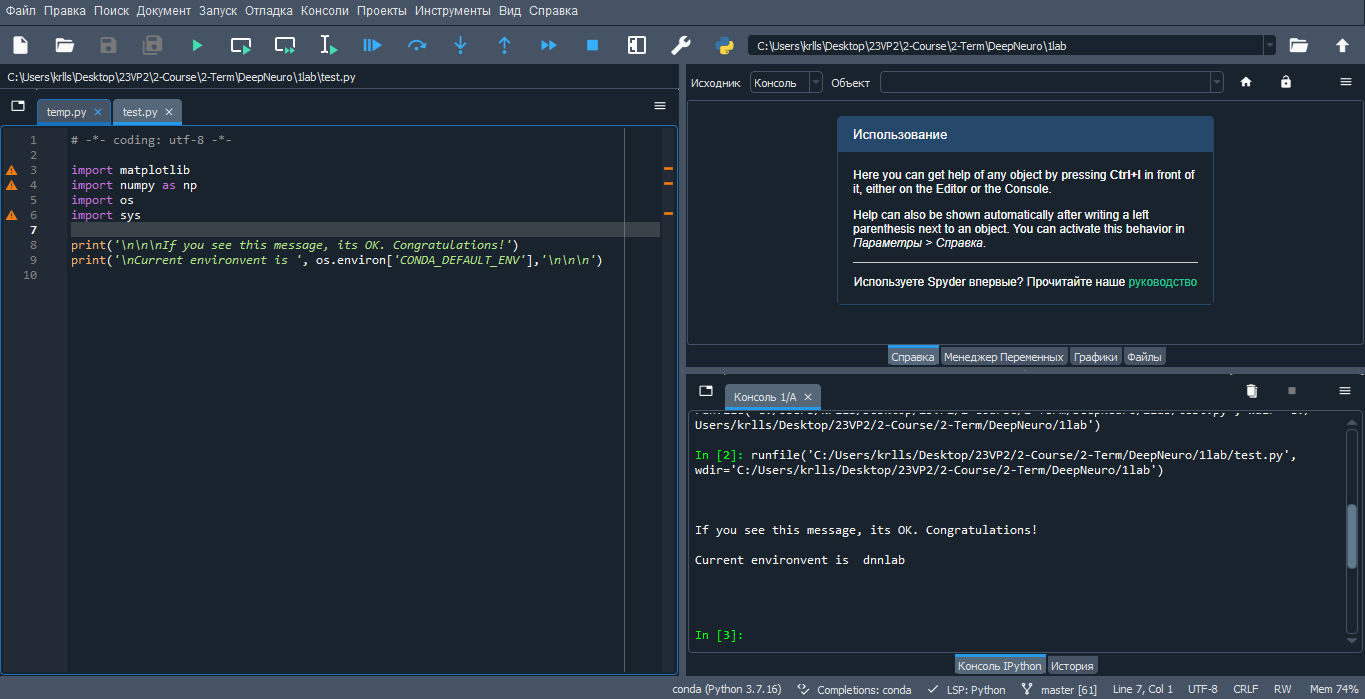 Файл Правка Поиск Документ Запуск Отладка Консоли Проекты Инструменты Вид Справка
C:\Users\krlls\Desktop\23VP2\2-Course\2-Term\DeepNeuro\1lab
C:\Users\krlls\Desktop\23VP2\2-Course\2-Term\DeepNeuro\1lab\test.py
temp.py
test.py
1 # -*- coding: utf-8 -*-
2
3 import matplotlib
4 import numpy as np
5 import os
6 import sys
7
8 print('\n\n\nIf you see this message, its OK. Congratulations!')
9 print('\nCurrent environvent is ', os.environ['CONDA_DEFAULT_ENV'],'\n\n\n')
10
Исходник Консоль Объект
Использование
Here you can get help of any object by pressing Ctrl+I in front of
it, either on the Editor or the Console.
Help can also be shown automatically after writing a left
parenthesis next to an object. You can activate this behavior in
Параметры > Справка.
Используете Spyder впервые? Прочитайте наше руководство
Справка Менеджер Переменных Графики Файлы
Консоль 1/A
Users/krlls/Desktop/23VP2/2-Course/2-Term/DeepNeuro/1lab')
In [2]: runfile('C:/Users/krlls/Desktop/23VP2/2-Course/2-Term/DeepNeuro/1lab/test.py',
wdir='C:/Users/krlls/Desktop/23VP2/2-Course/2-Term/DeepNeuro/1lab')
If you see this message, its OK. Congratulations!
Current environvent is  dnnlab
In [3]:
Консоль IPython История
conda (Python 3.7.16) Completions: conda LSP: Python master [61] Line 7, Col 1 UTF-8 CRLF RW Mem 74%